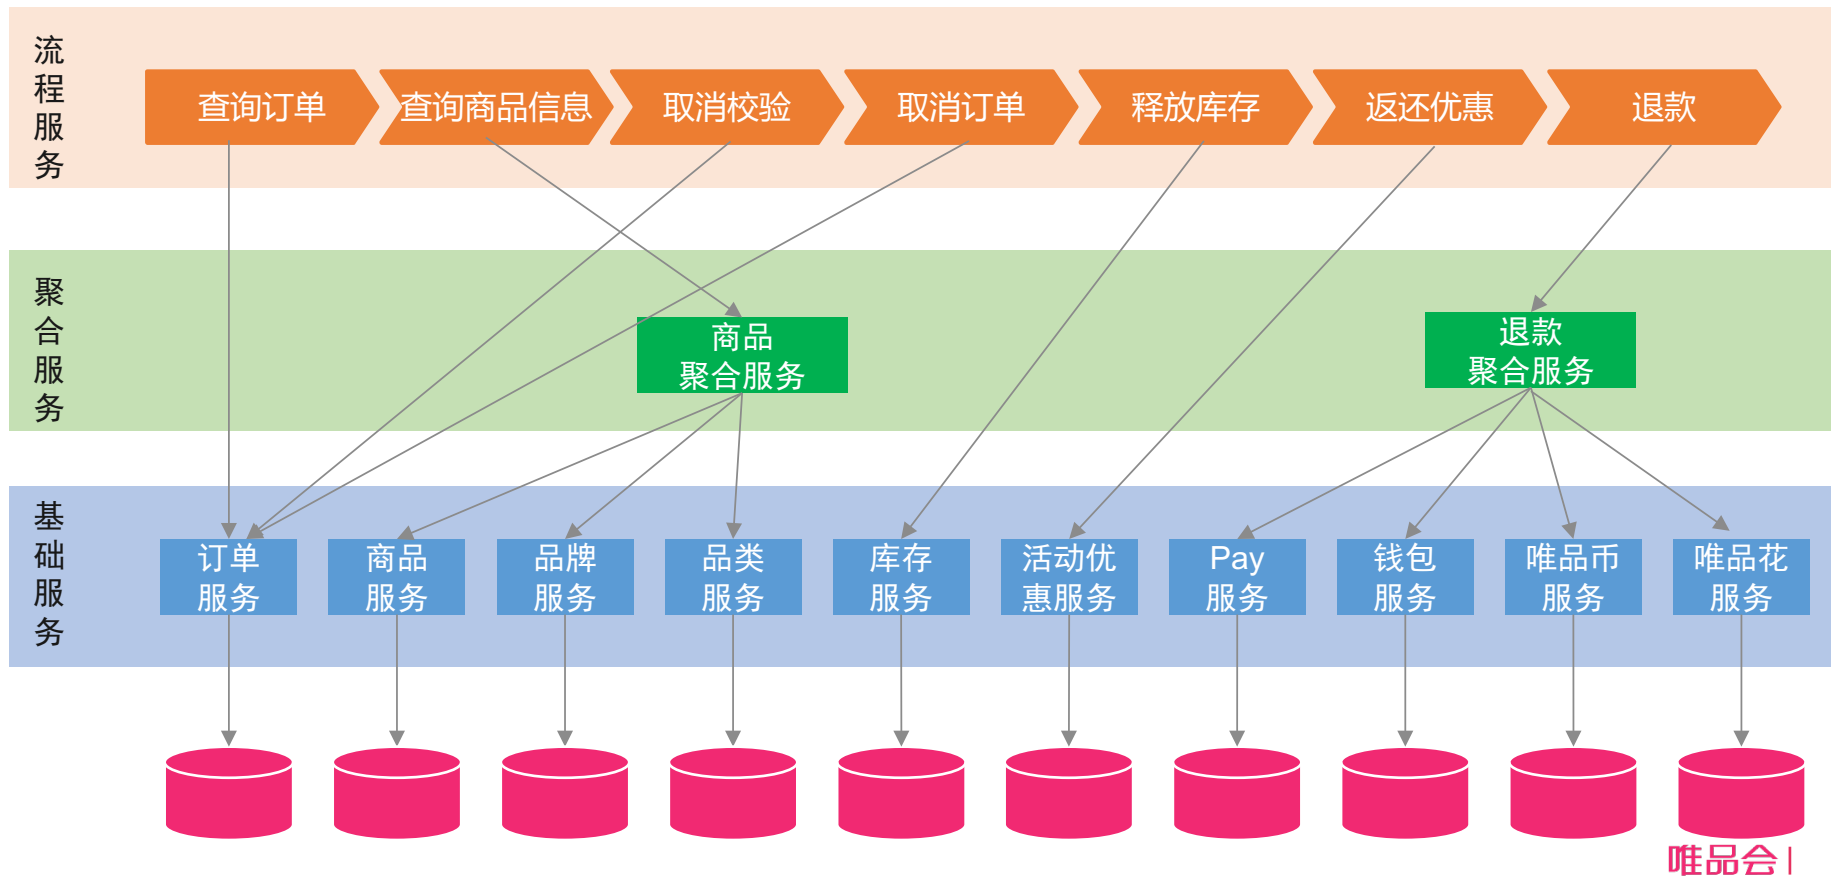 流程服务
查询订单
查询商品信息
取消校验
取消订单
释放库存
返还优惠
退款
聚合服务
商品
聚合服务
退款
聚合服务
基础服务
订单
服务
商品
服务
品牌
服务
品类
服务
库存
服务
活动优
惠服务
Pay
服务
钱包
服务
唯品币
服务
唯品花
服务
唯品会